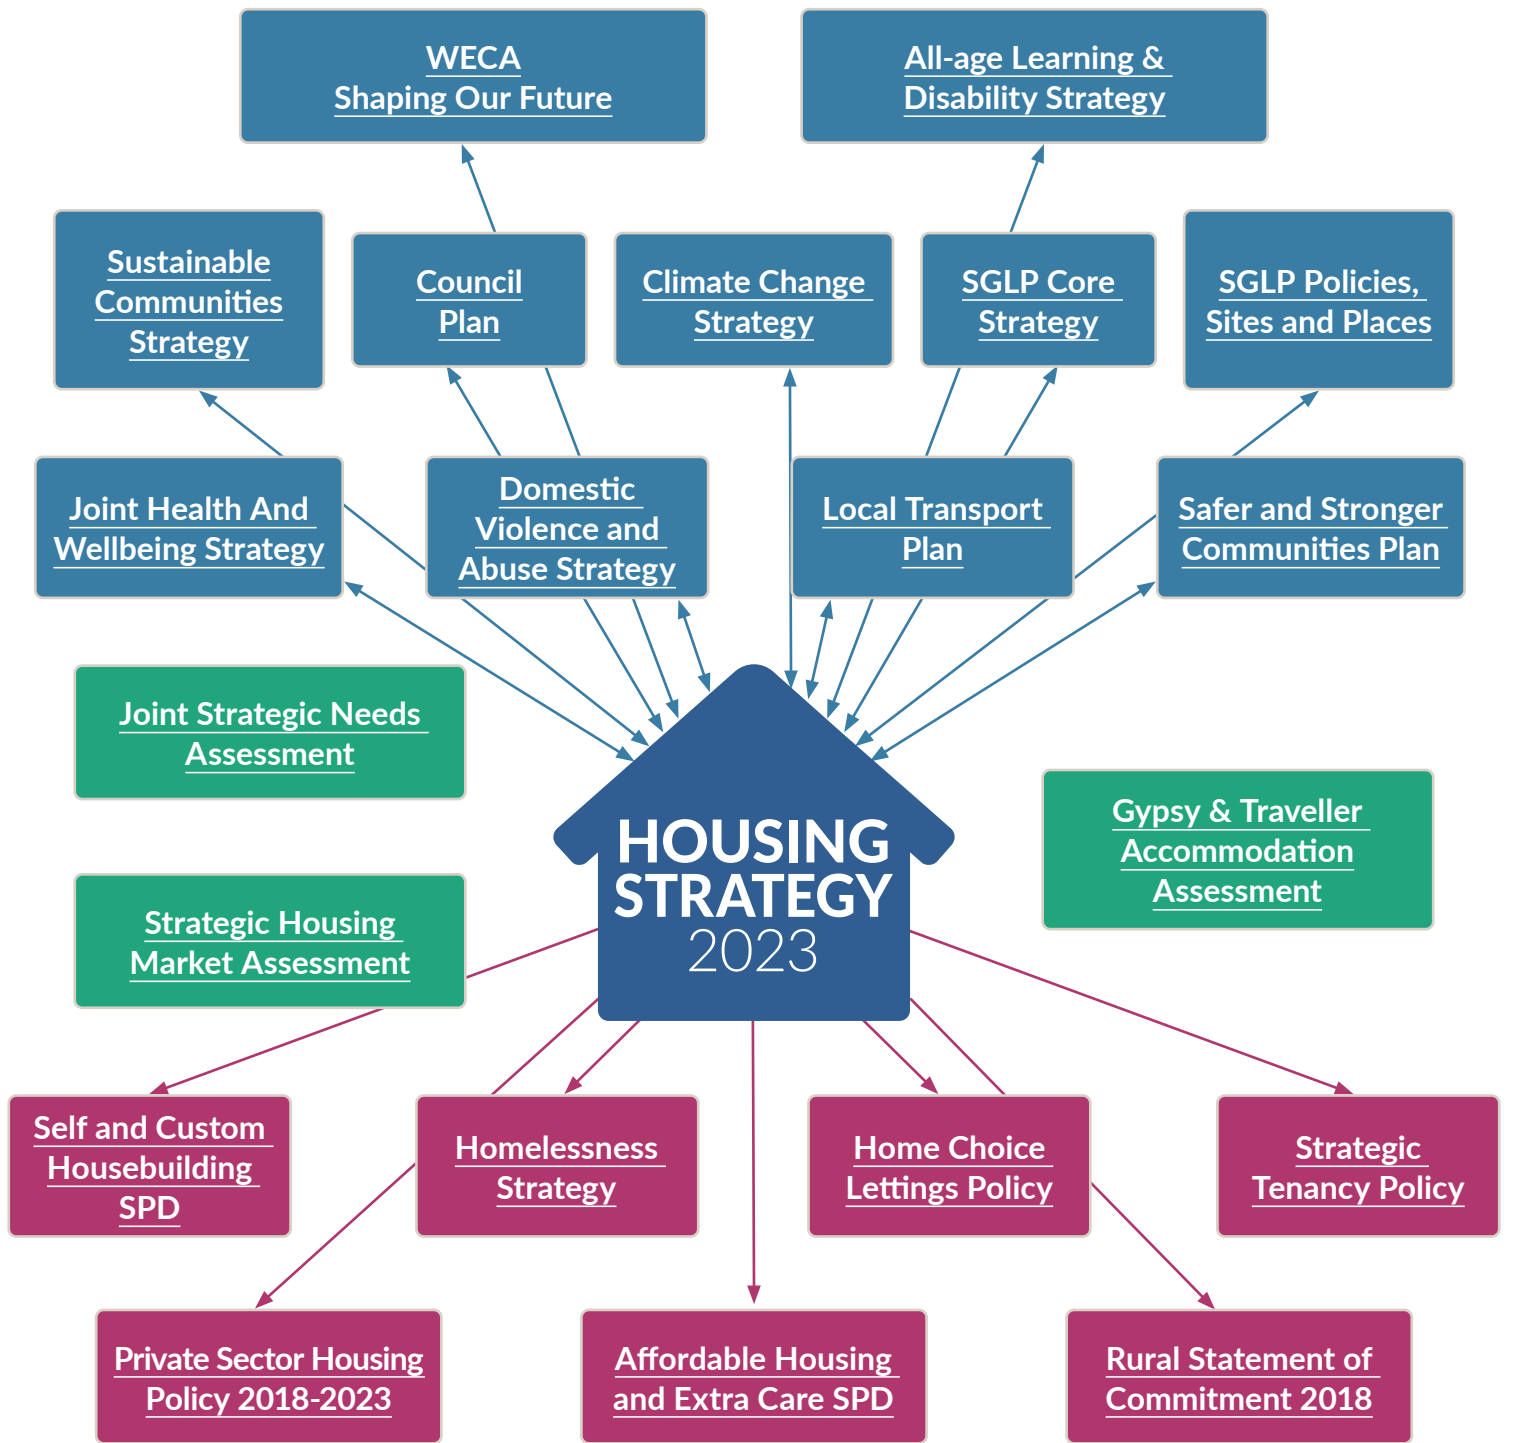 WECA
Shaping Our Future
All-age Learning &
Disability Strategy
Sustainable
Communities
Strategy
Council
Plan
Climate Change
Strategy
SGLP Core
Strategy
SGLP Policies,
Sites and Places
Joint Health And
Wellbeing Strategy
Domestic
Violence and
Abuse Strategy
Local Transport
Plan
Safer and Stronger
Communities Plan
Joint Strategic Needs
Assessment
Gypsy & Traveller
Accommodation
Assessment
HOUSING
STRATEGY
2023
Strategic Housing
Market Assessment
Self and Custom
Housebuilding
SPD
Homelessness
Strategy
Home Choice
Lettings Policy
Strategic
Tenancy Policy
Private Sector Housing
Policy 2018-2023
Affordable Housing
and Extra Care SPD
Rural Statement of
Commitment 2018